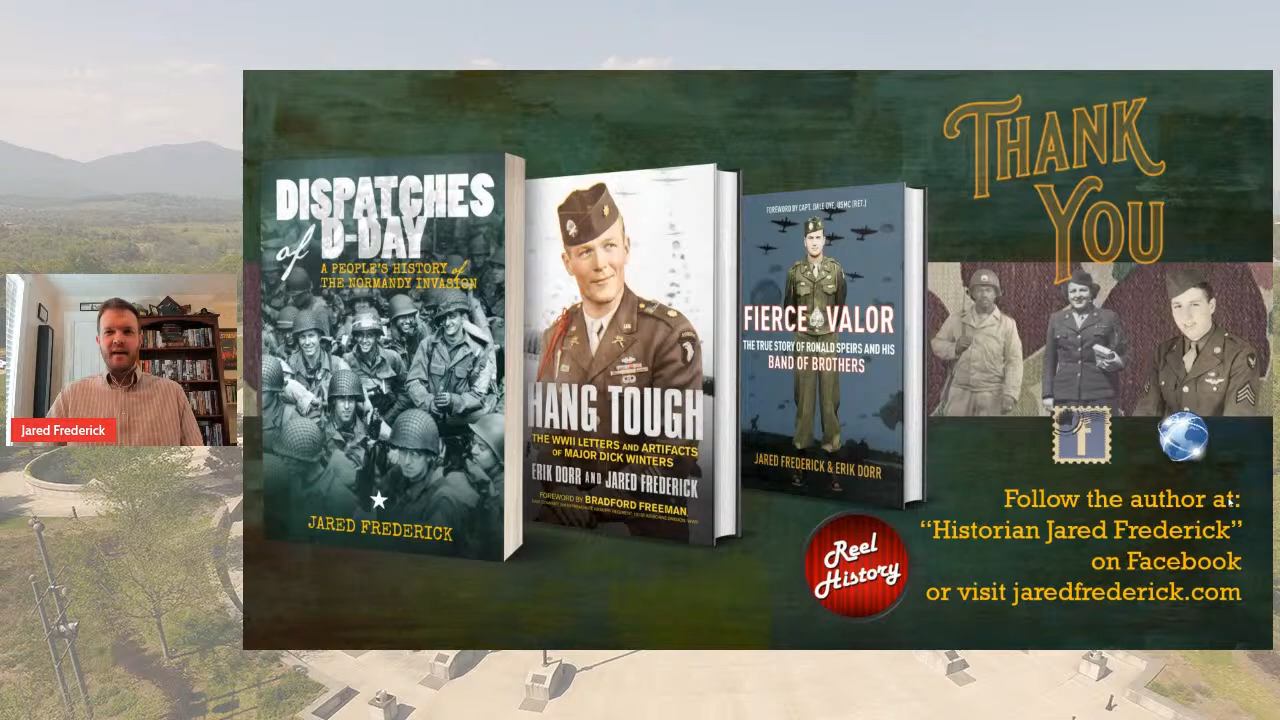 Jared Frederick
DISPATCHES
of D-DAY
A PEOPLE'S HISTORY of
THE NORMANDY INVASION
JARED FREDERICK
HANG TOUGH
THE WWII LETTERS AND ARTIFACTS
OF MAJOR DICK WINTERS
ERIK DORR AND JARED FREDERICK
FOREWORD BY BRADFORD FREEMAN
FOREWORD BY CAPT. DALE DYE, USMC (RET.)
FIERCE VALOR
THE TRUE STORY OF RONALD SPEIRS AND HIS
BAND OF BROTHERS
JARED FREDERICK & ERIK DORR
THANK
YOU
f
Reel
History
Follow the author at:
“Historian Jared Frederick”
on Facebook
or visit jaredfrederick.com